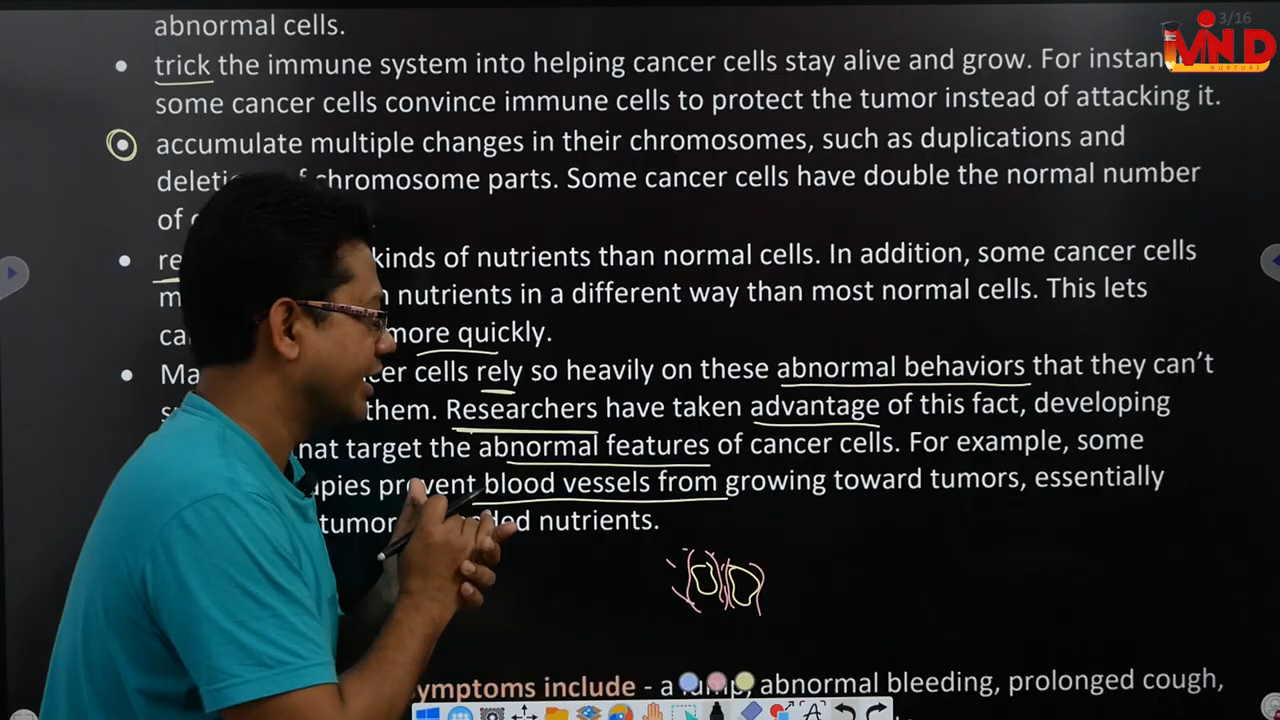 3/16
MIND
NURTURE
abnormal cells.
• trick the immune system into helping cancer cells stay alive and grow. For instan
some cancer cells convince immune cells to protect the tumor instead of attacking it.
• accumulate multiple changes in their chromosomes, such as duplications and
deleti f chromosome parts. Some cancer cells have double the normal number
of
• re kinds of nutrients than normal cells. In addition, some cancer cells
m n nutrients in a different way than most normal cells. This lets
ca more quickly.
• Ma cer cells rely so heavily on these abnormal behaviors that they can't
s them. Researchers have taken advantage of this fact, developing
hat target the abnormal features of cancer cells. For example, some
apies prevent blood vessels from growing toward tumors, essentially
tumor ded nutrients.
ymptoms include - a lump, abnormal bleeding, prolonged cough,